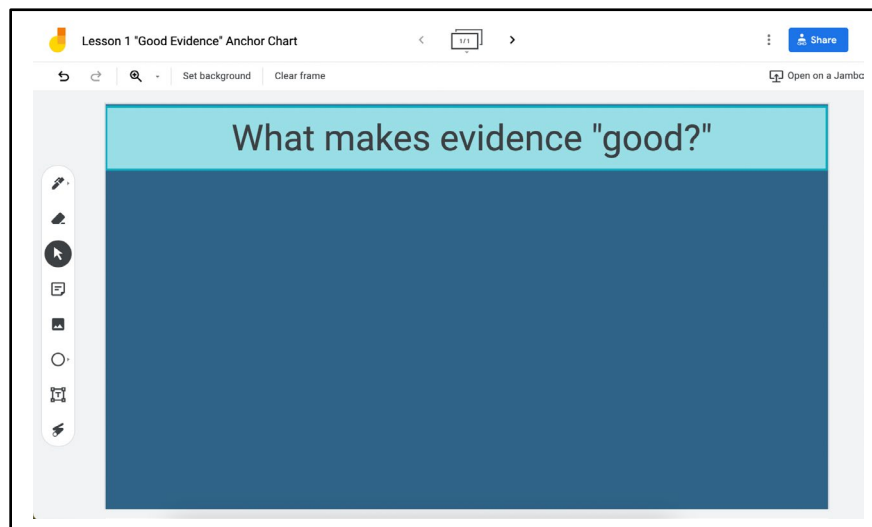 Lesson 1 "Good Evidence" Anchor Chart
1/1
Share
Set background
Clear frame
Open on a Jambo
What makes evidence "good?"
T